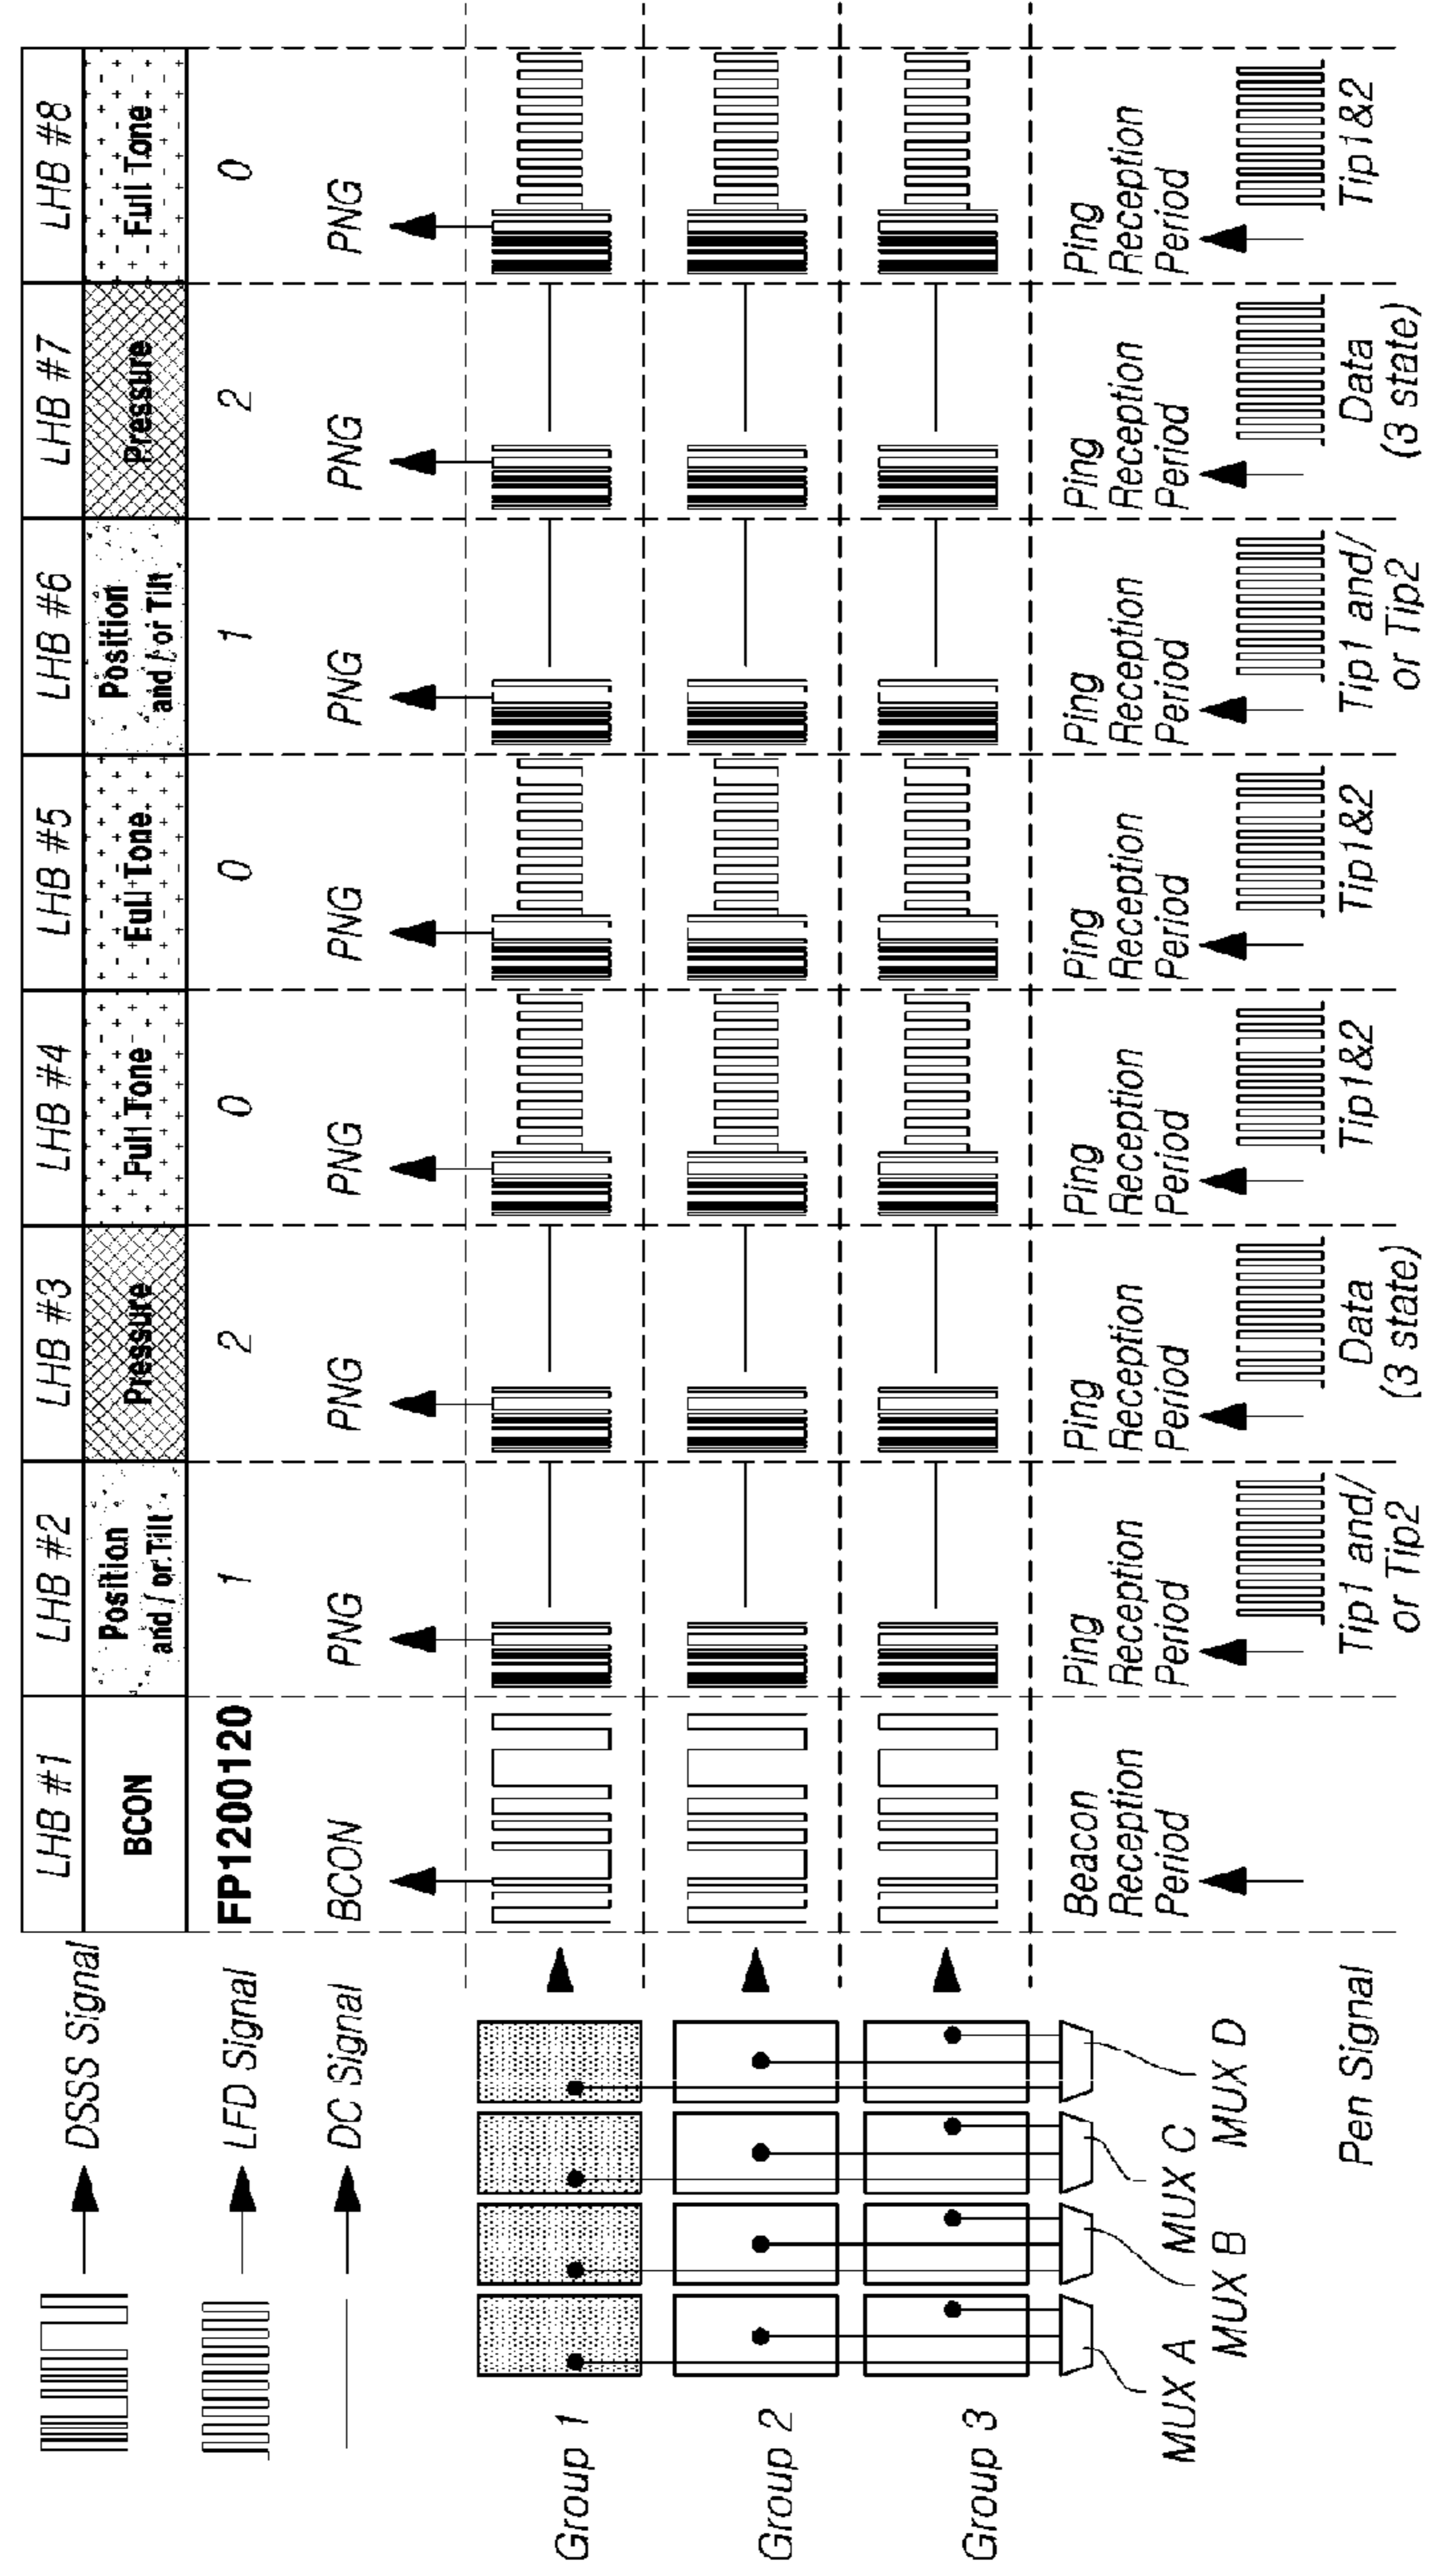 DSSS Signal
LFD Signal
DC Signal
LHB #1
LHB #2
LHB #3
LHB #4
LHB #5
LHB #6
LHB #7
LHB #8
BCON
Position
and / or Tilt
Pressure
Full Tone
Full Tone
Position
and / or Tilt
Pressure
Full Tone
FP1200120
1
2
0
0
1
2
0
BCON
PNG
PNG
PNG
PNG
PNG
PNG
PNG
Group 1
Group 2
Group 3
MUX A
MUX B
MUX C
MUX D
Beacon
Reception
Period
Ping
Reception
Period
Ping
Reception
Period
Ping
Reception
Period
Ping
Reception
Period
Ping
Reception
Period
Ping
Reception
Period
Ping
Reception
Period
Pen Signal
Tip1 and/
or Tip2
Data
(3 state)
Tip1&2
Tip1&2
Tip1 and/
or Tip2
Data
(3 state)
Tip1&2